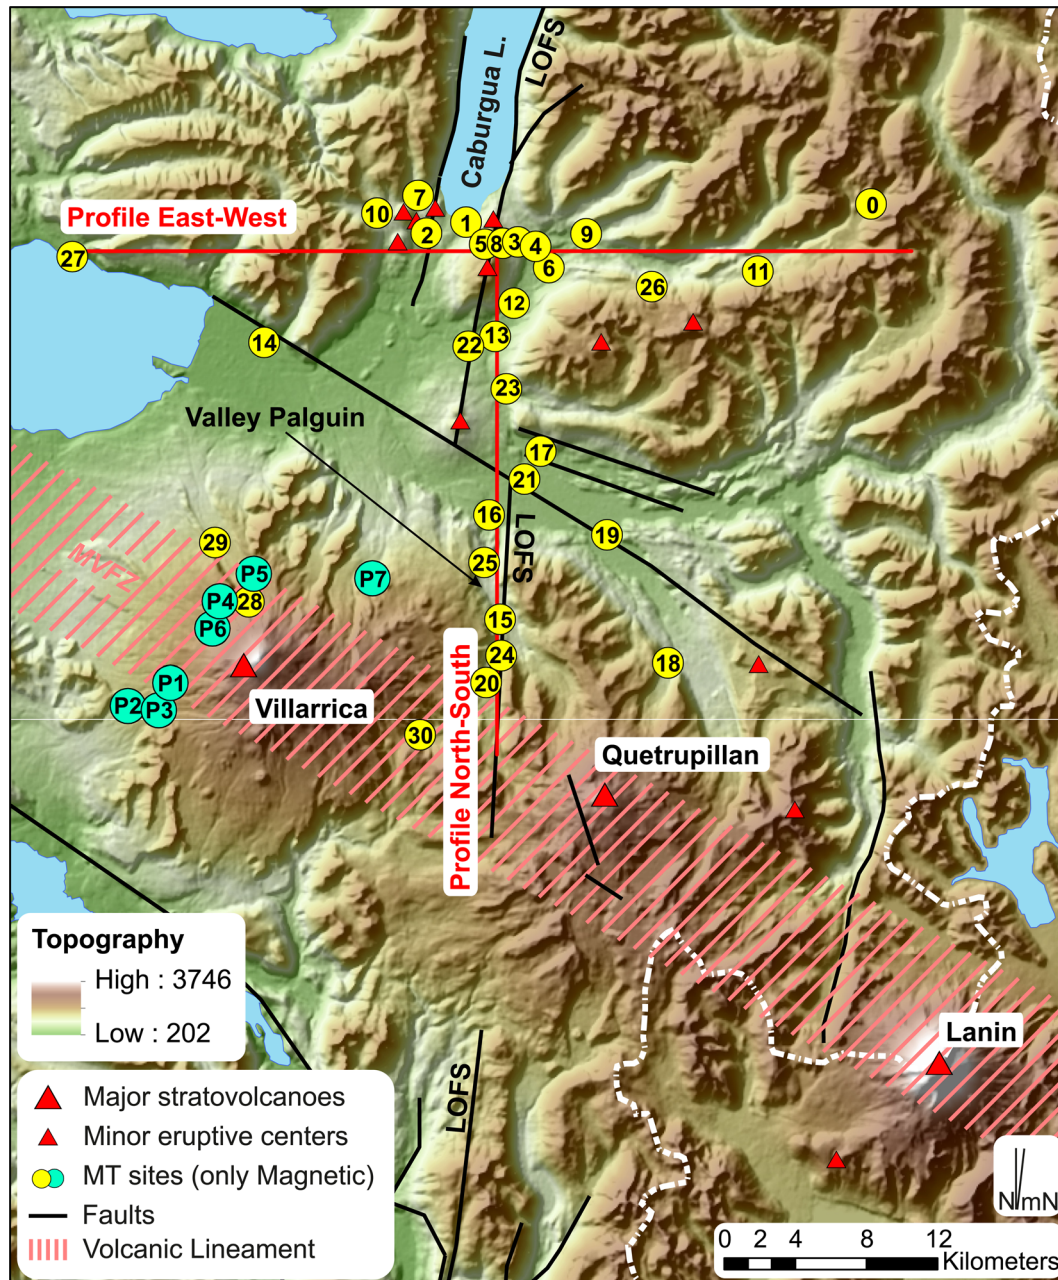 LOFS
Caburgua L.
7
10
0
Profile East-West
1
2
9
5
8
3
4
27
6
11
26
12
14
22
13
23
Valley Palguin
17
21
16
LOFS
19
29
MVFZ
25
P5
P7
P4
28
15
P6
24
18
P1
20
P2
P3
Villarrica
30
Profile North-South
Quetrupillan
Topography
High : 3746
Low : 202
Lanin
LOFS
Major stratovolcanoes
Minor eruptive centers
MT sites (only Magnetic)
Faults
Volcanic Lineament
N mN
0 2 4 8 12
Kilometers